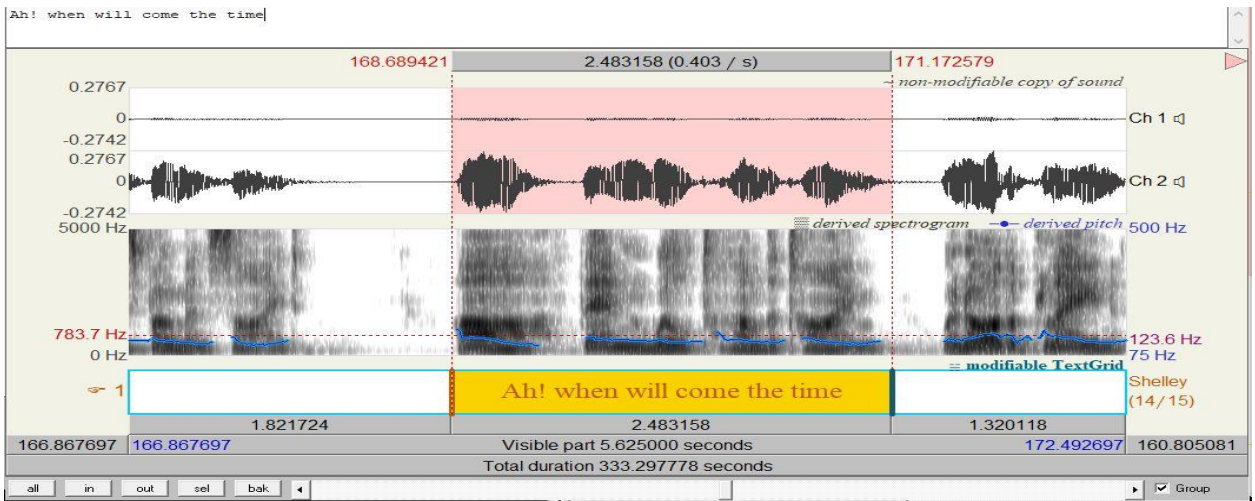 Ah! when will come the time
168.689421 2.483158 (0.403 / s) 171.172579
~ non-modifiable copy of sound
0.2767
0 Ch 1
-0.2742
0.2767
0 Ch 2
-0.2742
derived spectrogram derived pitch
5000 Hz 500 Hz
783.7 Hz 123.6 Hz
0 Hz 75 Hz
modifiable TextGrid
1 Ah! when will come the time Shelley
(14/15)
1.821724 2.483158 1.320118
166.867697 166.867697 Visible part 5.625000 seconds 172.492697 160.805081
Total duration 333.297778 seconds
all in out sel bak Group